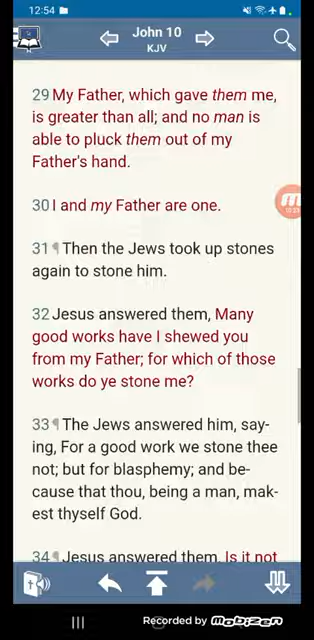 12:54
John 10
KJV
29 My Father, which gave them me,
is greater than all; and no man is
able to pluck them out of my
Father's hand.
30 I and my Father are one.
31 ¶ Then the Jews took up stones
again to stone him.
32 Jesus answered them, Many
good works have I shewed you
from my Father; for which of those
works do ye stone me?
33 ¶ The Jews answered him, say-
ing, For a good work we stone thee
not; but for blasphemy; and be-
cause that thou, being a man, mak-
est thyself God.
34 ¶ Jesus answered them, Is it not
Recorded by mobizen